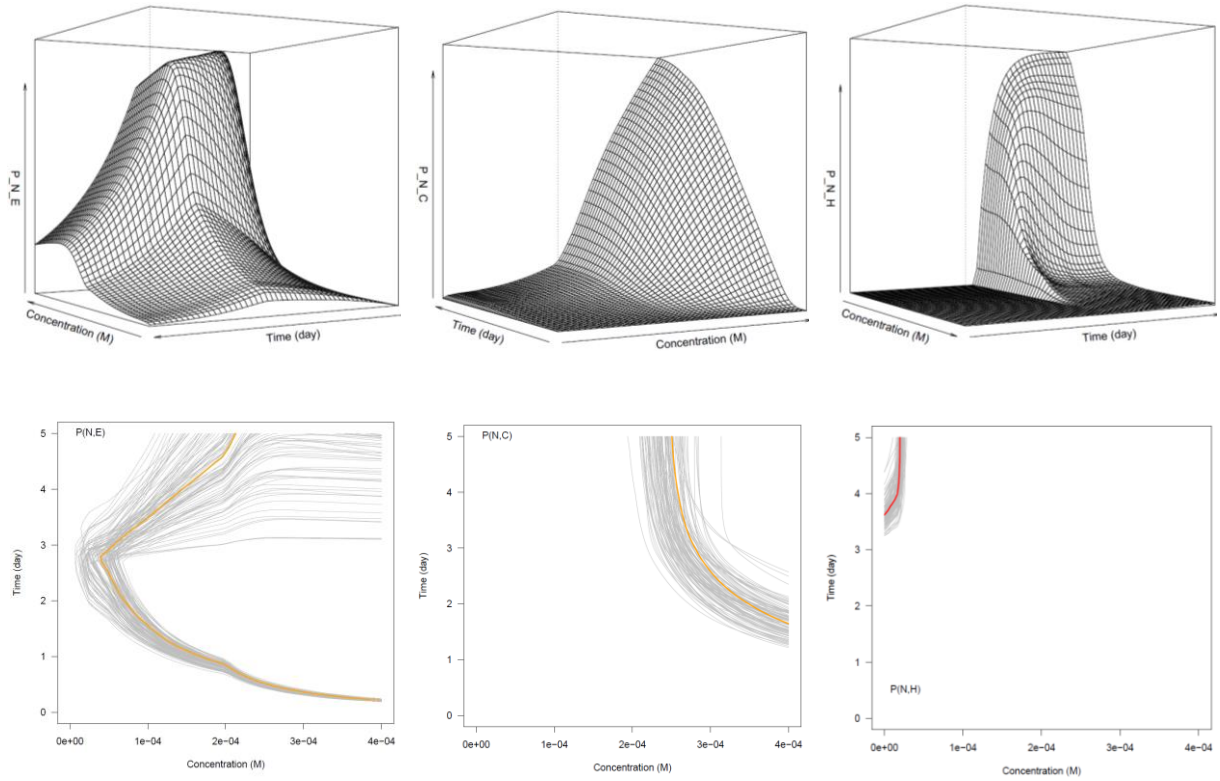 P_N_E
Concentration (M)
Time (day)
P_N_C
Time (day)
Concentration (M)
P_N_H
Concentration (M)
Time (day)
P(N,E)
5
4
3
2
1
0
Time (day)
0e+00 1e−04 2e−04 3e−04 4e−04
Concentration (M)
P(N,C)
5
4
3
2
1
0
Time (day)
0e+00 1e−04 2e−04 3e−04 4e−04
Concentration (M)
5
4
3
2
1
0
Time (day)
P(N,H)
0e+00 1e−04 2e−04 3e−04 4e−04
Concentration (M)